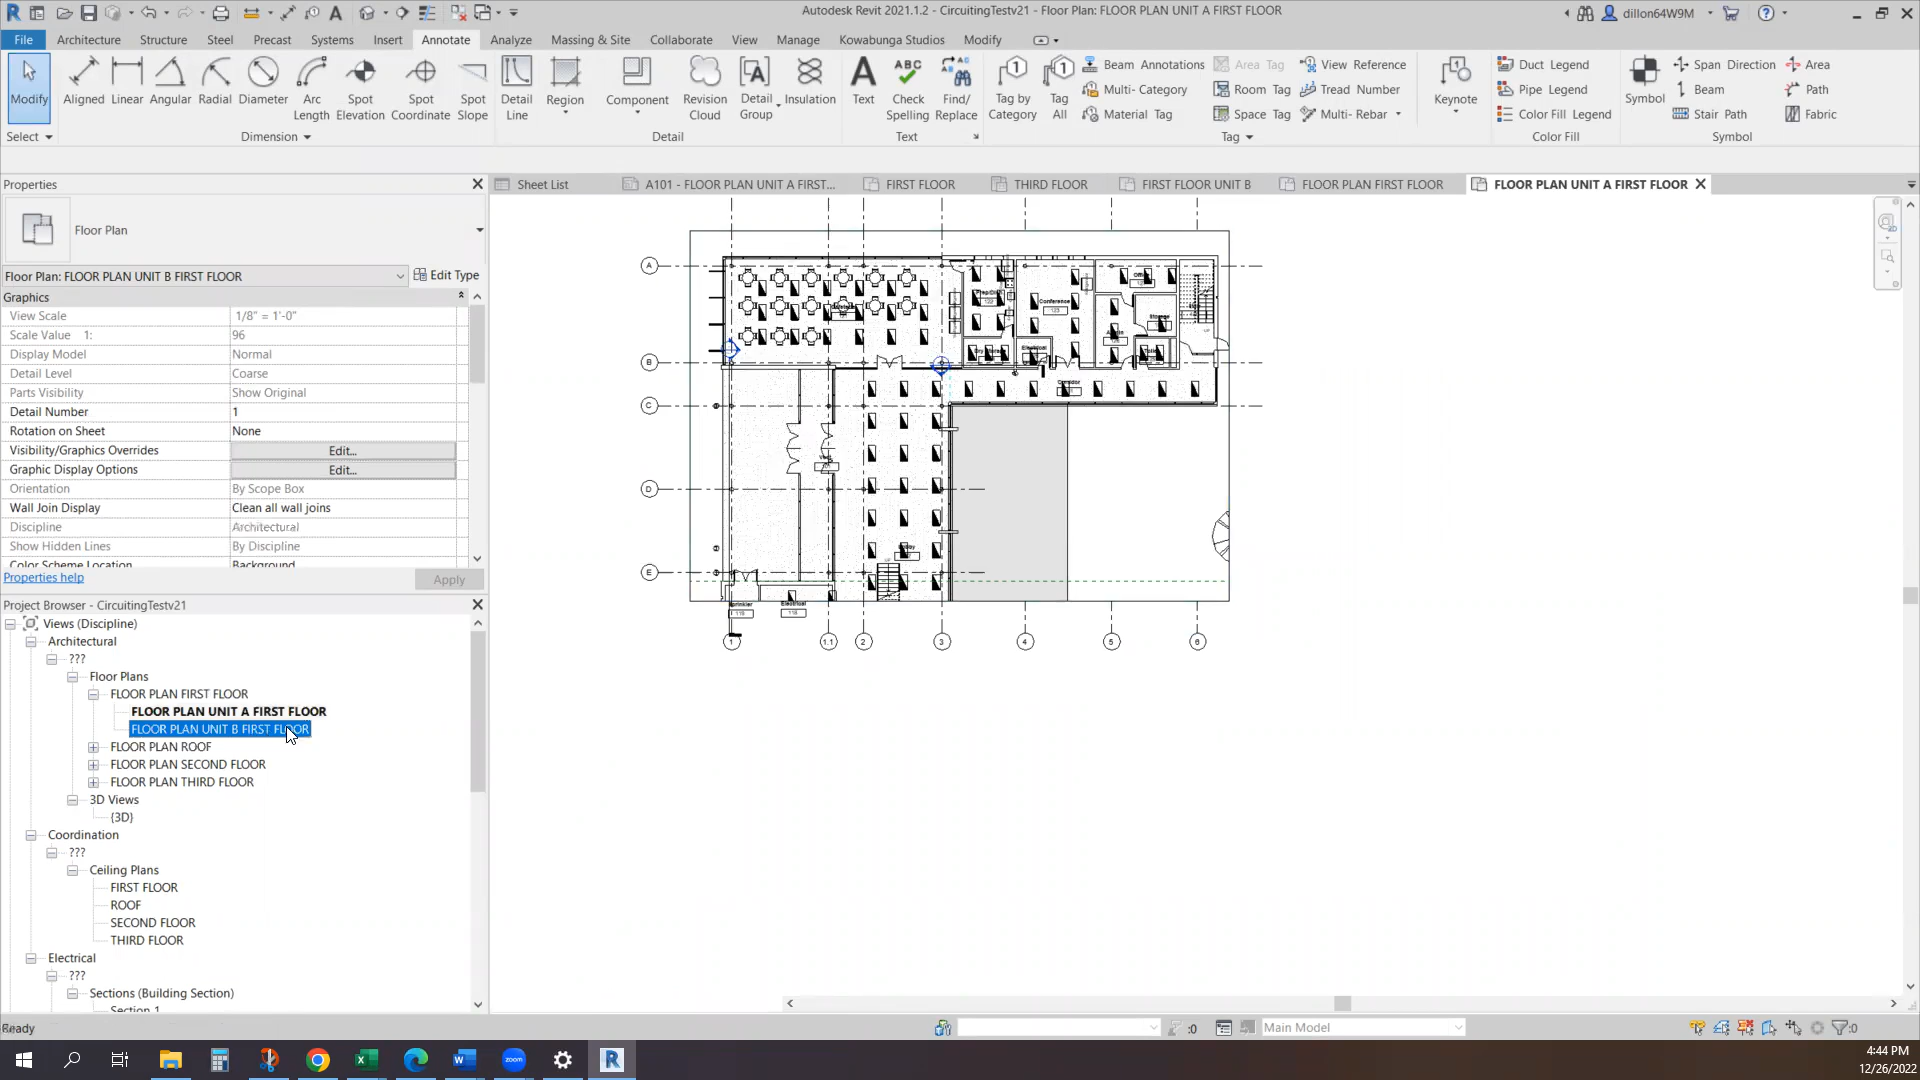 Autodesk Revit 2021.1.2 - CircuitingTestv21 - Floor Plan: FLOOR PLAN UNIT A FIRST FLOOR
dillon64W9M
File Architecture Structure Steel Precast Systems Insert Annotate Analyze Massing & Site Collaborate View Manage Kowabunga Studios Modify
Modify
Aligned Linear Angular Radial Diameter Arc Length Spot Elevation Spot Coordinate Spot Slope
Detail Line Region Component Revision Cloud Detail Group Insulation
Text Check Spelling Find/ Replace
Tag by Category Tag All
Beam Annotations Area Tag View Reference
Multi- Category Room Tag Tread Number
Material Tag Space Tag Multi- Rebar
Keynote
Duct Legend
Pipe Legend
Color Fill Legend
Symbol
Span Direction Area
Beam Path
Stair Path Fabric
Select Dimension Detail Text Tag Color Fill Symbol
Properties
Floor Plan
Floor Plan: FLOOR PLAN UNIT B FIRST FLOOR Edit Type
Graphics
View Scale 1/8" = 1'-0"
Scale Value 1: 96
Display Model Normal
Detail Level Coarse
Parts Visibility Show Original
Detail Number 1
Rotation on Sheet None
Visibility/Graphics Overrides Edit...
Graphic Display Options Edit...
Orientation By Scope Box
Wall Join Display Clean all wall joins
Discipline Architectural
Show Hidden Lines By Discipline
Color Scheme Location Background
Properties help Apply
Project Browser - CircuitingTestv21
Views (Discipline)
Architectural
???
Floor Plans
FLOOR PLAN FIRST FLOOR
FLOOR PLAN UNIT A FIRST FLOOR
FLOOR PLAN UNIT B FIRST FLOOR
FLOOR PLAN ROOF
FLOOR PLAN SECOND FLOOR
FLOOR PLAN THIRD FLOOR
3D Views
{3D}
Coordination
???
Ceiling Plans
FIRST FLOOR
ROOF
SECOND FLOOR
THIRD FLOOR
Electrical
???
Sections (Building Section)
Section 1
Sheet List A101 - FLOOR PLAN UNIT A FIRST... FIRST FLOOR THIRD FLOOR FIRST FLOOR UNIT B FLOOR PLAN FIRST FLOOR FLOOR PLAN UNIT A FIRST FLOOR
A
B
C
D
E
Conference
123
Electrical
Corridor
Lobby
Electrical
118
1 1.1 2 3 4 5 6
Ready :0 Main Model :0
4:44 PM
12/26/2022